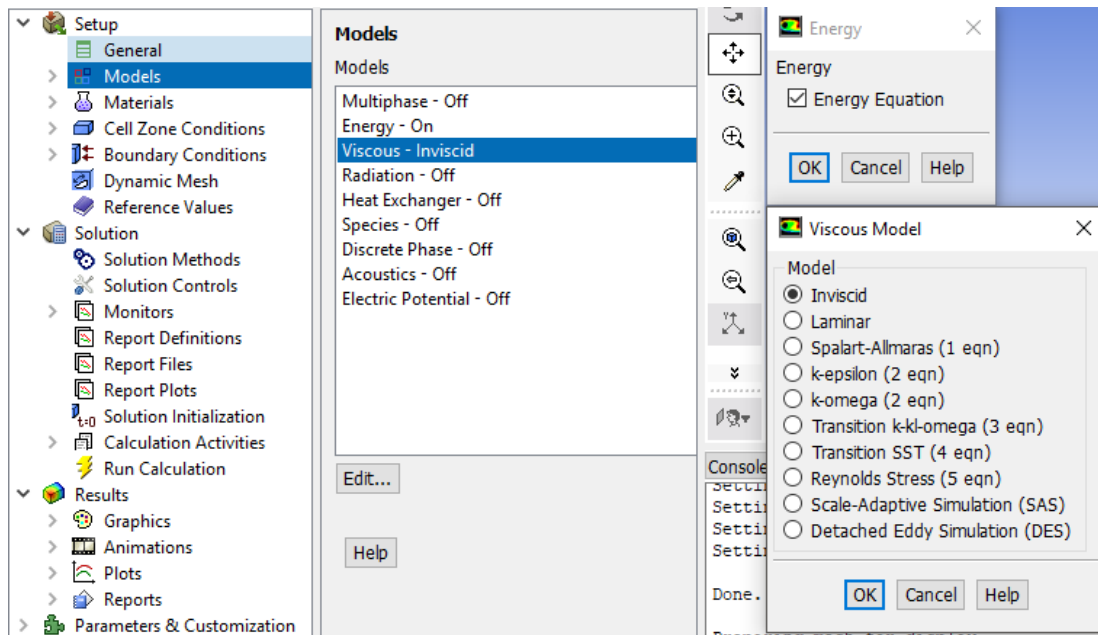 Setup
General
Models
Materials
Cell Zone Conditions
Boundary Conditions
Dynamic Mesh
Reference Values
Solution
Solution Methods
Solution Controls
Monitors
Report Definitions
Report Files
Report Plots
t=0 Solution Initialization
Calculation Activities
Run Calculation
Results
Graphics
Animations
Plots
Reports
Parameters & Customization
Models
Models
Multiphase - Off
Energy - On
Viscous - Inviscid
Radiation - Off
Heat Exchanger - Off
Species - Off
Discrete Phase - Off
Acoustics - Off
Electric Potential - Off
Edit...
Help
Energy
Energy
Energy Equation
OK Cancel Help
Viscous Model
Model
Inviscid
Laminar
Spalart-Allmaras (1 eqn)
k-epsilon (2 eqn)
k-omega (2 eqn)
Transition k-kl-omega (3 eqn)
Transition SST (4 eqn)
Reynolds Stress (5 eqn)
Scale-Adaptive Simulation (SAS)
Detached Eddy Simulation (DES)
OK Cancel Help
Console
Setti
Setti
Setti
Setti
Done.